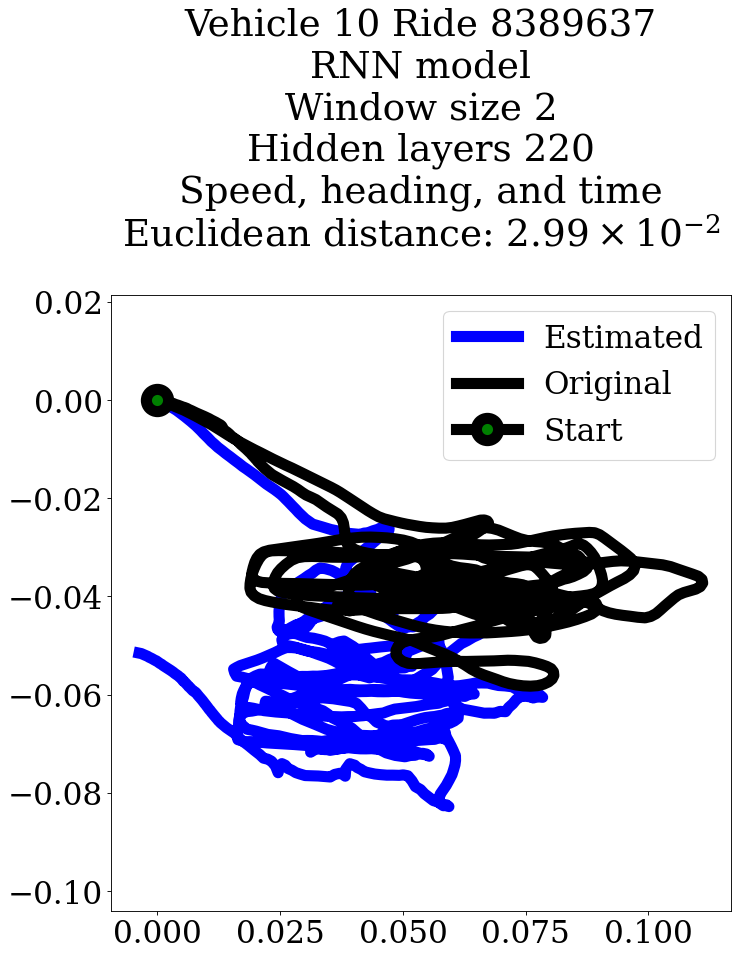 Vehicle 10 Ride 8389637
RNN model
Window size 2
Hidden layers 220
Speed, heading, and time
Euclidean distance: 2.99 × 10⁻²
0.02
0.00
−0.02
−0.04
−0.06
−0.08
−0.10
Estimated
Original
Start
0.000 0.025 0.050 0.075 0.100